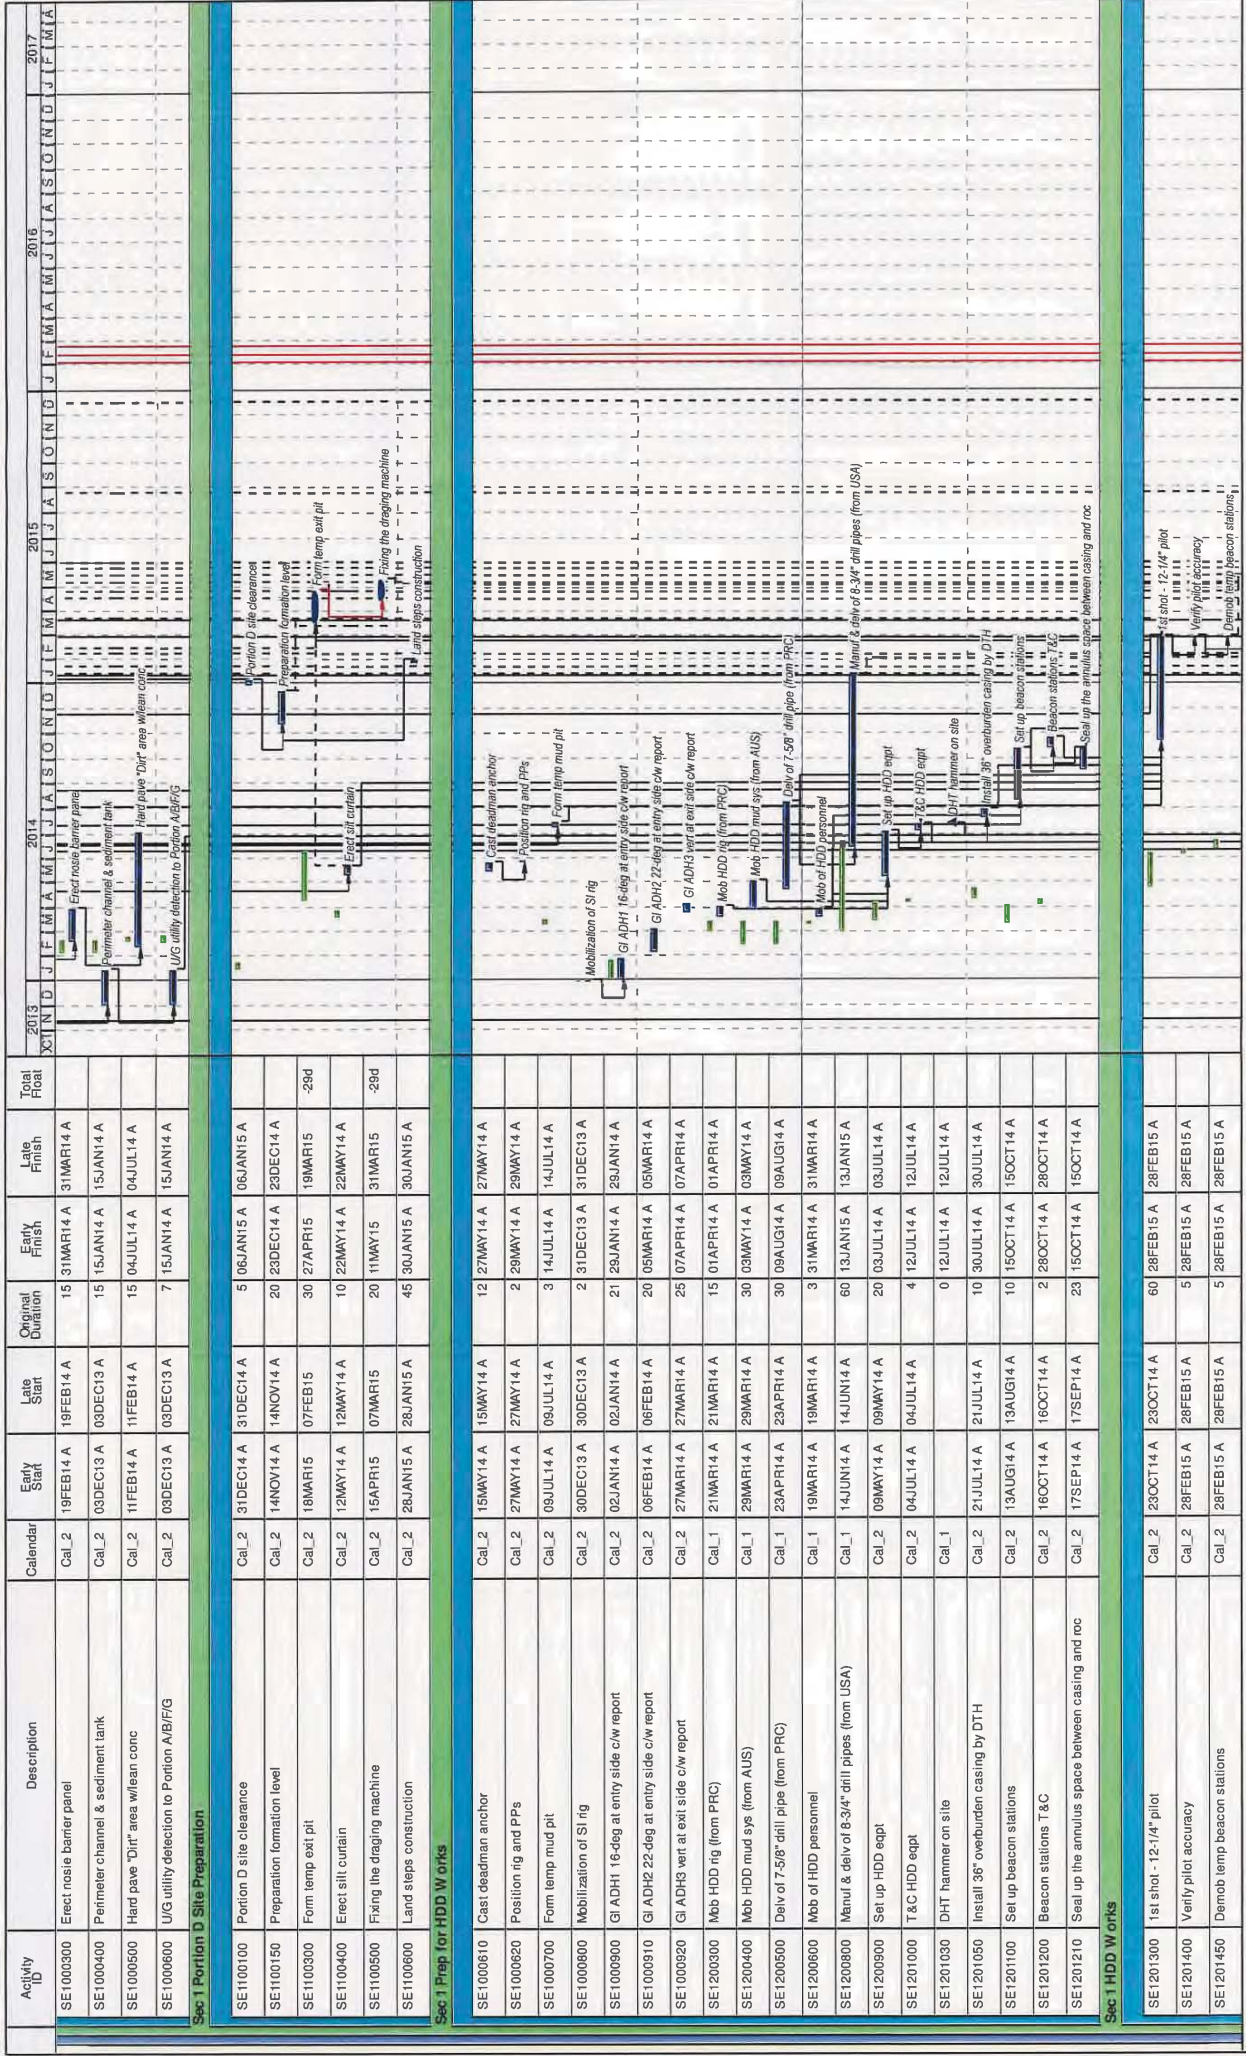 Activity ID Description Calendar Early Start Late Start Original Duration Early Finish Late Finish Total Float
2013 2014 2015 2016 2017
SE1000300 Erect nosie barrier panel Cal_2 19FEB14 A 19FEB14 A 15 31MAR14 A 31MAR14 A
SE1000400 Perimeter channel & sediment tank Cal_2 03DEC13 A 03DEC13 A 15 15JAN14 A 15JAN14 A
SE1000500 Hard pave "Dirt" area w/lean conc Cal_2 11FEB14 A 11FEB14 A 15 04JUL14 A 04JUL14 A
SE1000600 U/G utility detection to Portion A/B/F/G Cal_2 03DEC13 A 03DEC13 A 7 15JAN14 A 15JAN14 A
Sec 1 Portion D Site Preparation
SE1100100 Portion D site clearance Cal_2 31DEC14 A 31DEC14 A 5 06JAN15 A 06JAN15 A
SE1100150 Preparation formation level Cal_2 14NOV14 A 14NOV14 A 20 23DEC14 A 23DEC14 A
SE1100300 Form temp exit pit Cal_2 18MAR15 07FEB15 30 27APR15 19MAR15 -29d
SE1100400 Erect silt curtain Cal_2 12MAY14 A 12MAY14 A 10 22MAY14 A 22MAY14 A
SE1100500 Fixing the draging machine Cal_2 15APR15 07MAR15 20 11MAY15 31MAR15 -29d
SE1100600 Land steps construction Cal_2 28JAN15 A 28JAN15 A 45 30JAN15 A 30JAN15 A
Sec 1 Prep for HDD Works
SE1000610 Cast deadman anchor Cal_2 15MAY14 A 15MAY14 A 12 27MAY14 A 27MAY14 A
SE1000620 Position rig and PPs Cal_2 27MAY14 A 27MAY14 A 2 29MAY14 A 29MAY14 A
SE1000700 Form temp mud pit Cal_2 09JUL14 A 09JUL14 A 3 14JUL14 A 14JUL14 A
SE1000800 Mobilization of SI rig Cal_2 30DEC13 A 30DEC13 A 2 31DEC13 A 31DEC13 A
SE1000900 GI ADH1 16-deg at entry side c/w report Cal_2 02JAN14 A 02JAN14 A 21 29JAN14 A 29JAN14 A
SE1000910 GI ADH2 22-deg at entry side c/w report Cal_2 06FEB14 A 06FEB14 A 20 05MAR14 A 05MAR14 A
SE1000920 GI ADH3 vert at exit side c/w report Cal_2 27MAR14 A 27MAR14 A 25 07APR14 A 07APR14 A
SE1200300 Mob HDD rig (from PRC) Cal_1 21MAR14 A 21MAR14 A 15 01APR14 A 01APR14 A
SE1200400 Mob HDD mud sys (from AUS) Cal_1 29MAR14 A 29MAR14 A 30 03MAY14 A 03MAY14 A
SE1200500 Delv of 7-5/8" drill pipe (from PRC) Cal_1 23APR14 A 23APR14 A 30 09AUG14 A 09AUG14 A
SE1200600 Mob of HDD personnel Cal_1 19MAR14 A 19MAR14 A 3 31MAR14 A 31MAR14 A
SE1200800 Manuf & delv of 8-3/4" drill pipes (from USA) Cal_1 14JUN14 A 14JUN14 A 60 13JAN15 A 13JAN15 A
SE1200900 Set up HDD eqpt Cal_2 09MAY14 A 09MAY14 A 20 03JUL14 A 03JUL14 A
SE1201000 T&C HDD eqpt Cal_2 04JUL14 A 04JUL14 A 4 12JUL14 A 12JUL14 A
SE1201030 DHT hammer on site Cal_1 0 12JUL14 A 12JUL14 A
SE1201050 Install 36" overburden casing by DTH Cal_2 21JUL14 A 21JUL14 A 10 30JUL14 A 30JUL14 A
SE1201100 Set up beacon stations Cal_2 13AUG14 A 13AUG14 A 10 15OCT14 A 15OCT14 A
SE1201200 Beacon stations T&C Cal_2 16OCT14 A 16OCT14 A 2 28OCT14 A 28OCT14 A
SE1201210 Seal up the annulus space between casing and roc Cal_2 17SEP14 A 17SEP14 A 23 15OCT14 A 15OCT14 A
Sec 1 HDD Works
SE1201300 1st shot - 12-1/4" pilot Cal_2 23OCT14 A 23OCT14 A 60 28FEB15 A 28FEB15 A
SE1201400 Verify pilot accuracy Cal_2 28FEB15 A 28FEB15 A 5 28FEB15 A 28FEB15 A
SE1201450 Demob temp beacon stations Cal_2 28FEB15 A 28FEB15 A 5 28FEB15 A 28FEB15 A